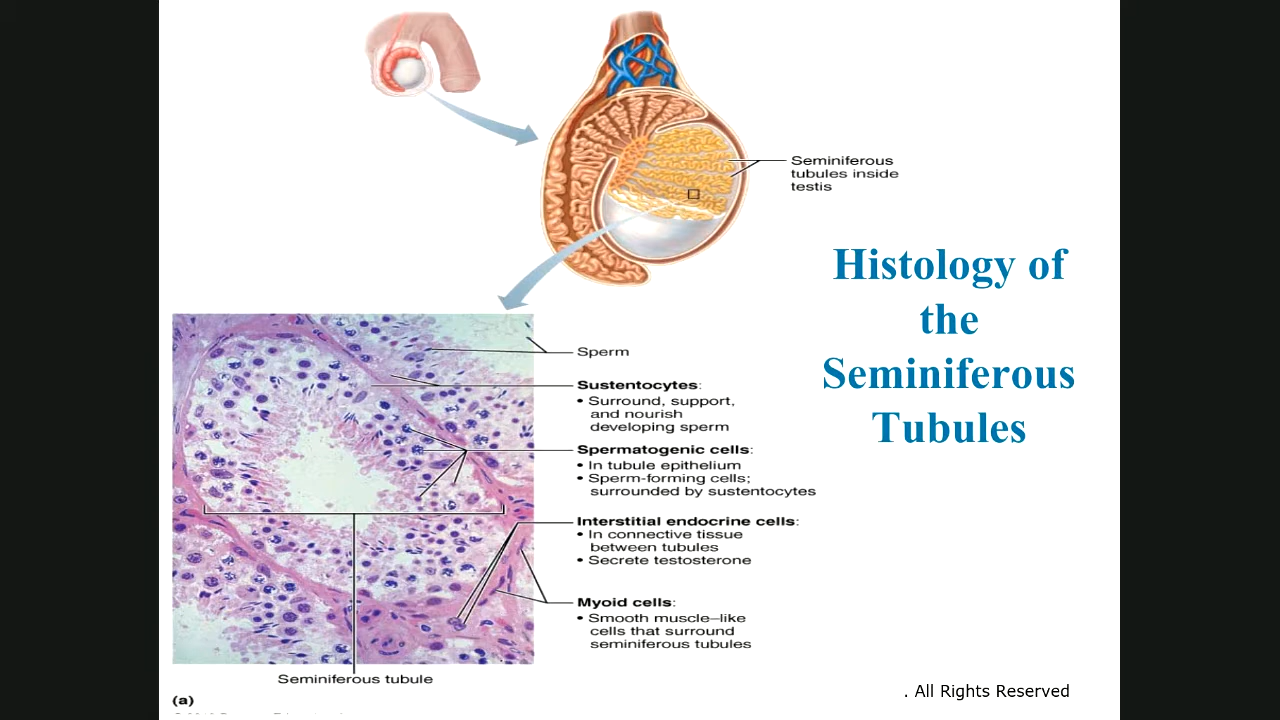 Seminiferous
tubules inside
testis
Histology of
the
Seminiferous
Tubules
Sperm
Sustentocytes:
• Surround, support,
and nourish
developing sperm
Spermatogenic cells:
• In tubule epithelium
• Sperm-forming cells;
surrounded by sustentocytes
Interstitial endocrine cells:
• In connective tissue
between tubules
• Secrete testosterone
Myoid cells:
• Smooth muscle–like
cells that surround
seminiferous tubules
Seminiferous tubule
(a)
. All Rights Reserved